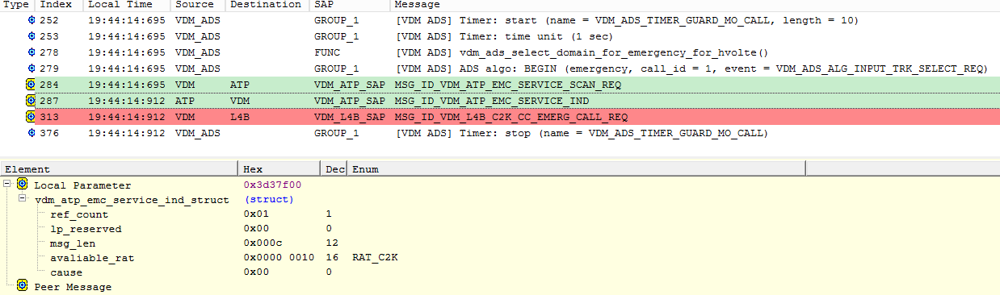 Type Index Local Time Source Destination SAP Message
252 19:44:14:695 VDM_ADS GROUP_1 [VDM ADS] Timer: start (name = VDM_ADS_TIMER_GUARD_MO_CALL, length = 10)
253 19:44:14:695 VDM_ADS GROUP_1 [VDM ADS] Timer: time unit (1 sec)
278 19:44:14:695 VDM_ADS FUNC [VDM ADS] vdm_ads_select_domain_for_emergency_for_hvolte()
279 19:44:14:695 VDM_ADS GROUP_1 [VDM ADS] ADS algo: BEGIN (emergency, call_id = 1, event = VDM_ADS_ALG_INPUT_TRK_SELECT_REQ)
284 19:44:14:695 VDM ATP VDM_ATP_SAP MSG_ID_VDM_ATP_EMC_SERVICE_SCAN_REQ
287 19:44:14:912 ATP VDM VDM_ATP_SAP MSG_ID_VDM_ATP_EMC_SERVICE_IND
313 19:44:14:912 VDM L4B VDM_L4B_SAP MSG_ID_VDM_L4B_C2K_CC_EMERG_CALL_REQ
376 19:44:14:912 VDM_ADS GROUP_1 [VDM ADS] Timer: stop (name = VDM_ADS_TIMER_GUARD_MO_CALL)
Element Hex Dec Enum
Local Parameter 0x3d37f00
vdm_atp_emc_service_ind_struct (struct)
ref_count 0x01 1
lp_reserved 0x00 0
msg_len 0x000c 12
avaliable_rat 0x0000 0010 16 RAT_C2K
cause 0x00 0
Peer Message